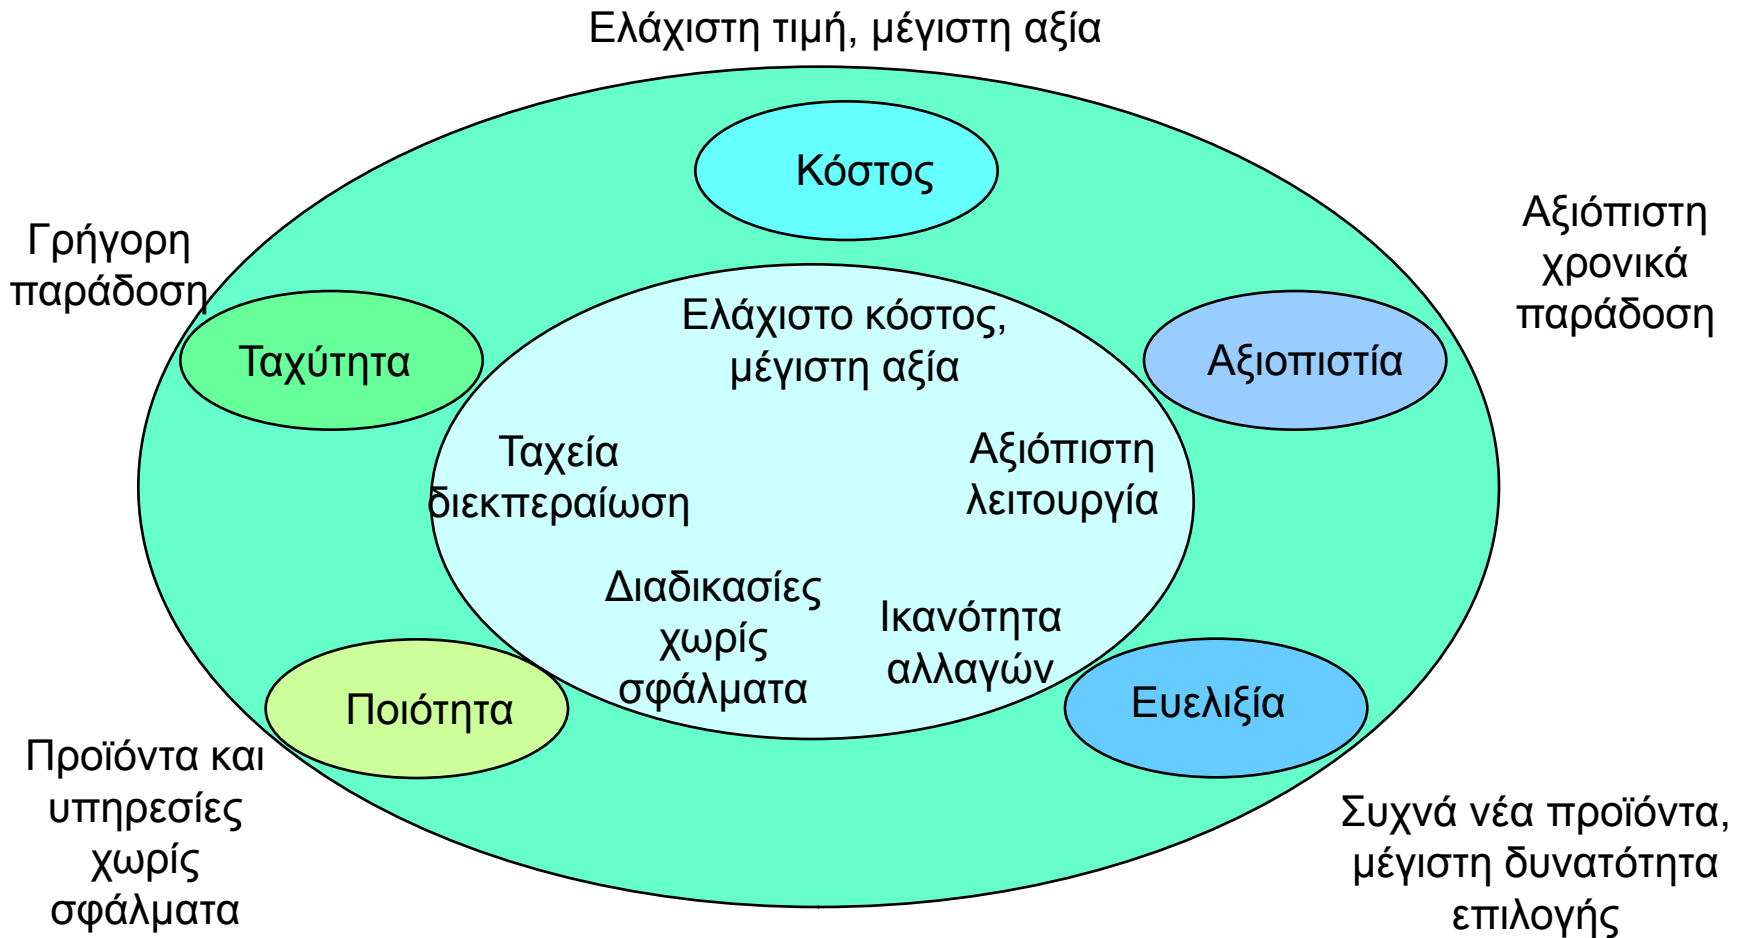 Ελάχιστη τιμή, μέγιστη αξία
Κόστος
Γρήγορη
παράδοση
Αξιόπιστη
χρονικά
παράδοση
Ταχύτητα
Ελάχιστο κόστος,
μέγιστη αξία
Αξιοπιστία
Ταχεία
διεκπεραίωση
Αξιόπιστη
λειτουργία
Διαδικασίες
χωρίς
σφάλματα
Ικανότητα
αλλαγών
Ποιότητα
Ευελιξία
Προϊόντα και
υπηρεσίες
χωρίς
σφάλματα
Συχνά νέα προϊόντα,
μέγιστη δυνατότητα
επιλογής